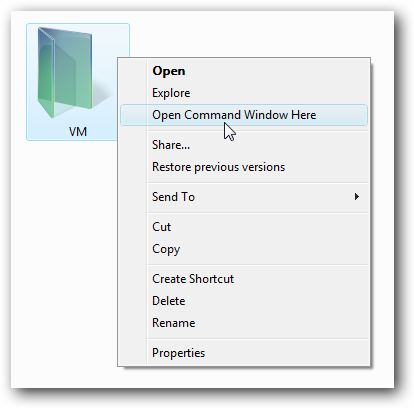 VM
Open
Explore
Open Command Window Here
Share...
Restore previous versions
Send To
Cut
Copy
Create Shortcut
Delete
Rename
Properties